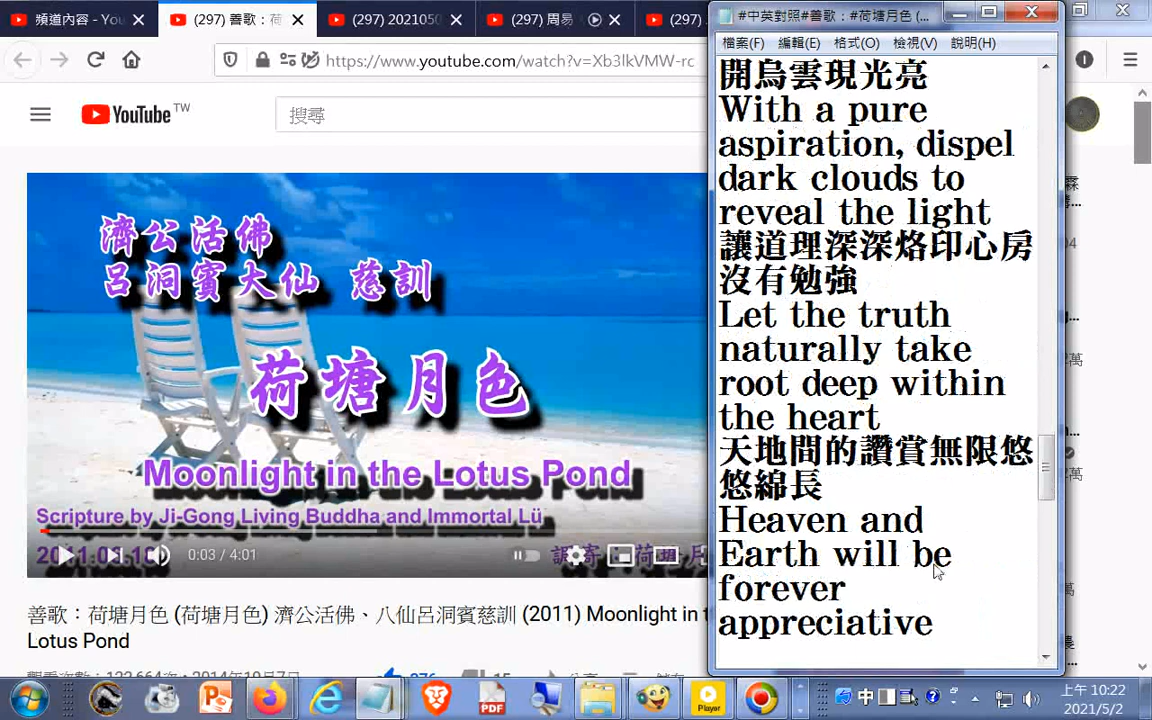 頻道內容 - You
(297) 善歌：荷
(297) 2021050
(297) 周易
(297)
https://www.youtube.com/watch?v=Xb3lkVMW-rc
YouTube TW
搜尋
濟公活佛
呂洞賓大仙 慈訓
荷塘月色
Moonlight in the Lotus Pond
Scripture by Ji-Gong Living Buddha and Immortal Lü
0:03 / 4:01
善歌：荷塘月色 (荷塘月色) 濟公活佛、八仙呂洞賓慈訓 (2011) Moonlight in t
Lotus Pond
#中英對照#善歌：#荷塘月色 (...
檔案(F) 編輯(E) 格式(O) 檢視(V) 說明(H)
開烏雲現光亮
With a pure
aspiration, dispel
dark clouds to
reveal the light
讓道理深深烙印心房
沒有勉強
Let the truth
naturally take
root deep within
the heart
天地間的讚賞無限悠
悠綿長
Heaven and
Earth will be
forever
appreciative
PDF
Player
中
上午 10:22
2021/5/2